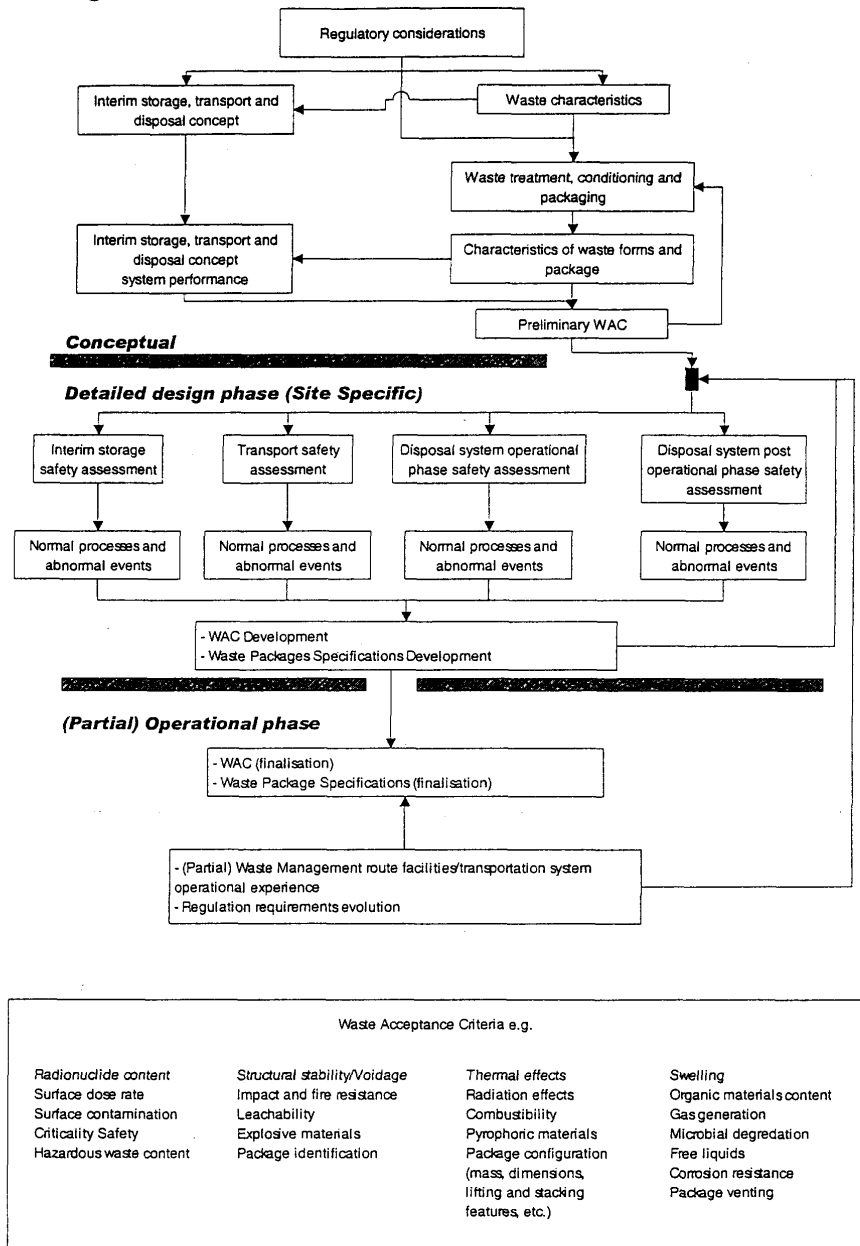 Regulatory considerations
Interim storage, transport and
disposal concept
Waste characteristics
Waste treatment, conditioning and
packaging
Interim storage, transport and
disposal concept
system performance
Characteristics of waste forms and
package
Preliminary WAC
Conceptual
Detailed design phase (Site Specific)
Interim storage
safety assessment
Transport safety
assessment
Disposal system operational
phase safety assessment
Disposal system post
operational phase safety
assessment
Normal processes and
abnormal events
Normal processes and
abnormal events
Normal processes and
abnormal events
Normal processes and
abnormal events
- WAC Development
- Waste Packages Specifications Development
(Partial) Operational phase
- WAC (finalisation)
- Waste Package Specifications (finalisation)
- (Partial) Waste Management route facilities/transportation system
operational experience
- Regulation requirements evolution
Waste Acceptance Criteria e.g.
Radionuclide content
Surface dose rate
Surface contamination
Criticality Safety
Hazardous waste content
Structural stability/Voidage
Impact and fire resistance
Leachability
Explosive materials
Package identification
Thermal effects
Radiation effects
Combustibility
Pyrophoric materials
Package configuration
(mass, dimensions,
lifting and stacking
features, etc.)
Swelling
Organic materials content
Gas generation
Microbial degredation
Free liquids
Corrosion resistance
Package venting